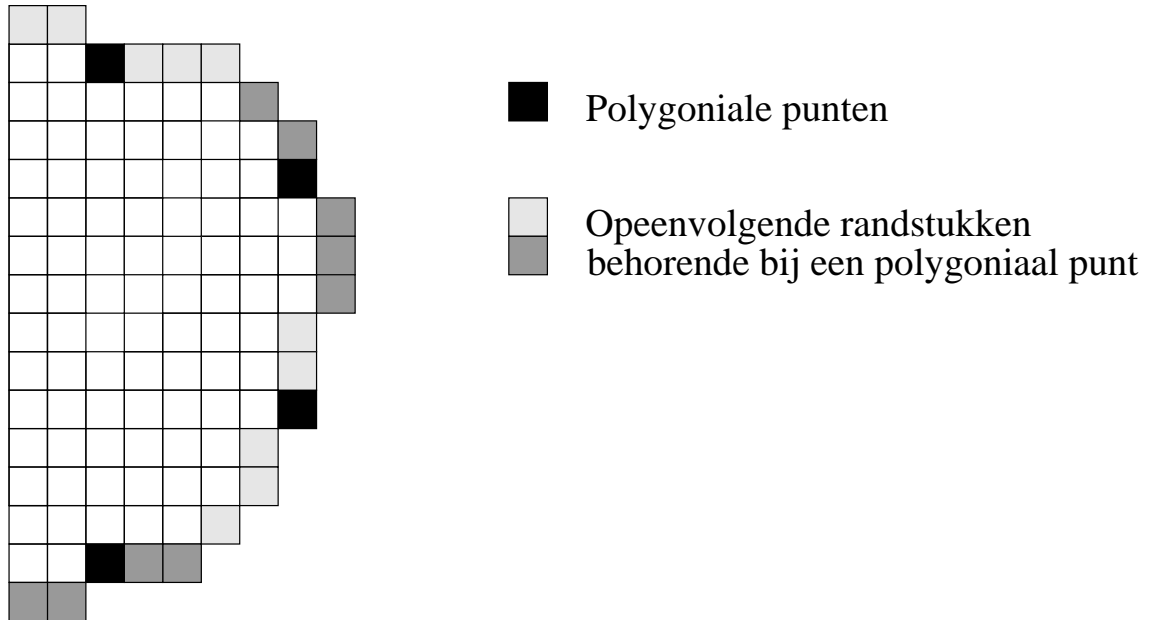 Polygoniale punten
Opeenvolgende randstukken
behorende bij een polygoniaal punt